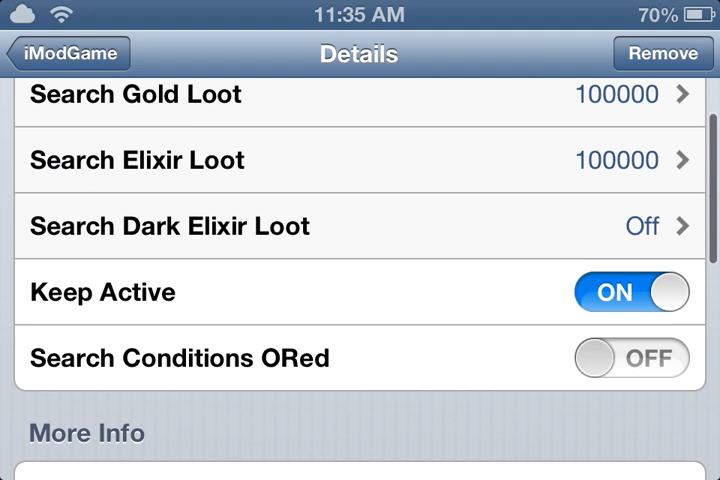 11:35 AM
70%
iModGame
Details
Remove
Search Gold Loot 100000
Search Elixir Loot 100000
Search Dark Elixir Loot Off
Keep Active ON
Search Conditions ORed OFF
More Info